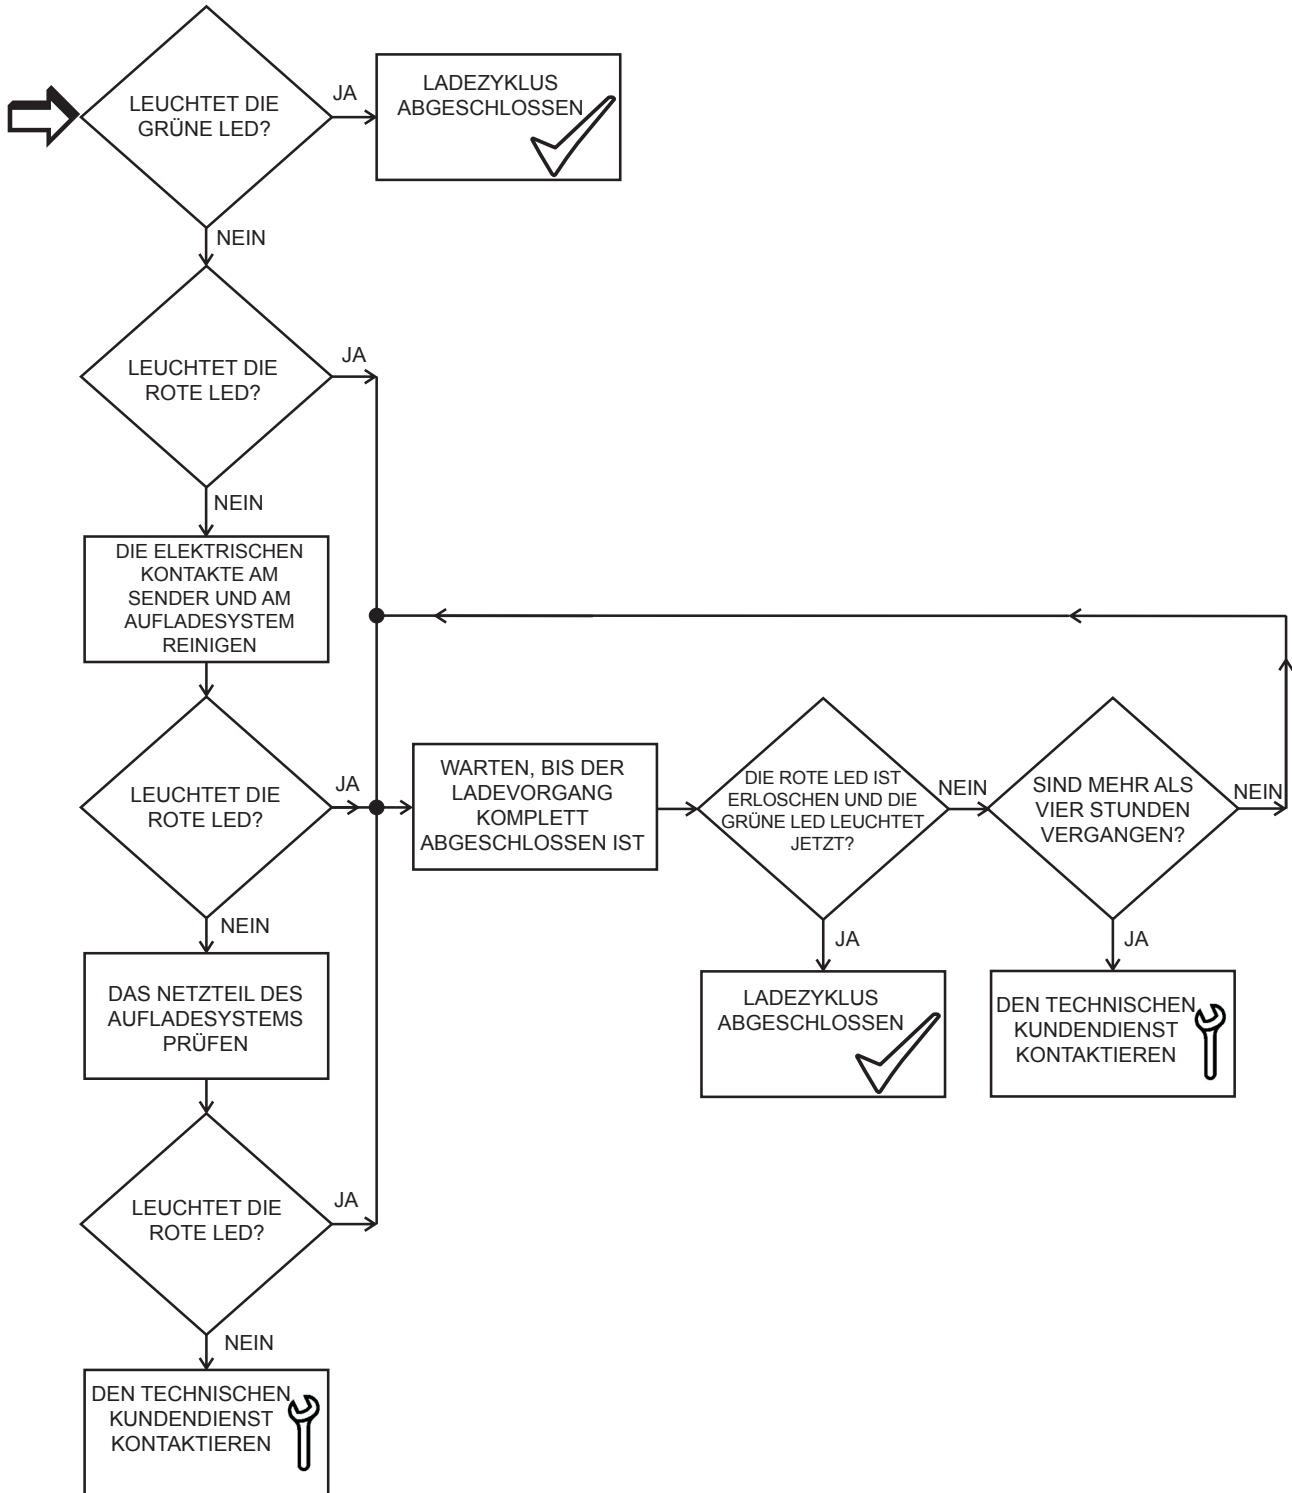 LEUCHTET DIE
GRÜNE LED?
JA
LADEZYKLUS
ABGESCHLOSSEN
NEIN
LEUCHTET DIE
ROTE LED?
JA
NEIN
DIE ELEKTRISCHEN
KONTAKTE AM
SENDER UND AM
AUFLADESYSTEM
REINIGEN
LEUCHTET DIE
ROTE LED?
JA
WARTEN, BIS DER
LADEVORGANG
KOMPLETT
ABGESCHLOSSEN IST
DIE ROTE LED IST
ERLOSCHEN UND DIE
GRÜNE LED LEUCHTET
JETZT?
NEIN
SIND MEHR ALS
VIER STUNDEN
VERGANGEN?
NEIN
JA
LADEZYKLUS
ABGESCHLOSSEN
JA
DEN TECHNISCHEN
KUNDENDIENST
KONTAKTIEREN
NEIN
DAS NETZTEIL DES
AUFLADESYSTEMS
PRÜFEN
LEUCHTET DIE
ROTE LED?
JA
NEIN
DEN TECHNISCHEN
KUNDENDIENST
KONTAKTIEREN